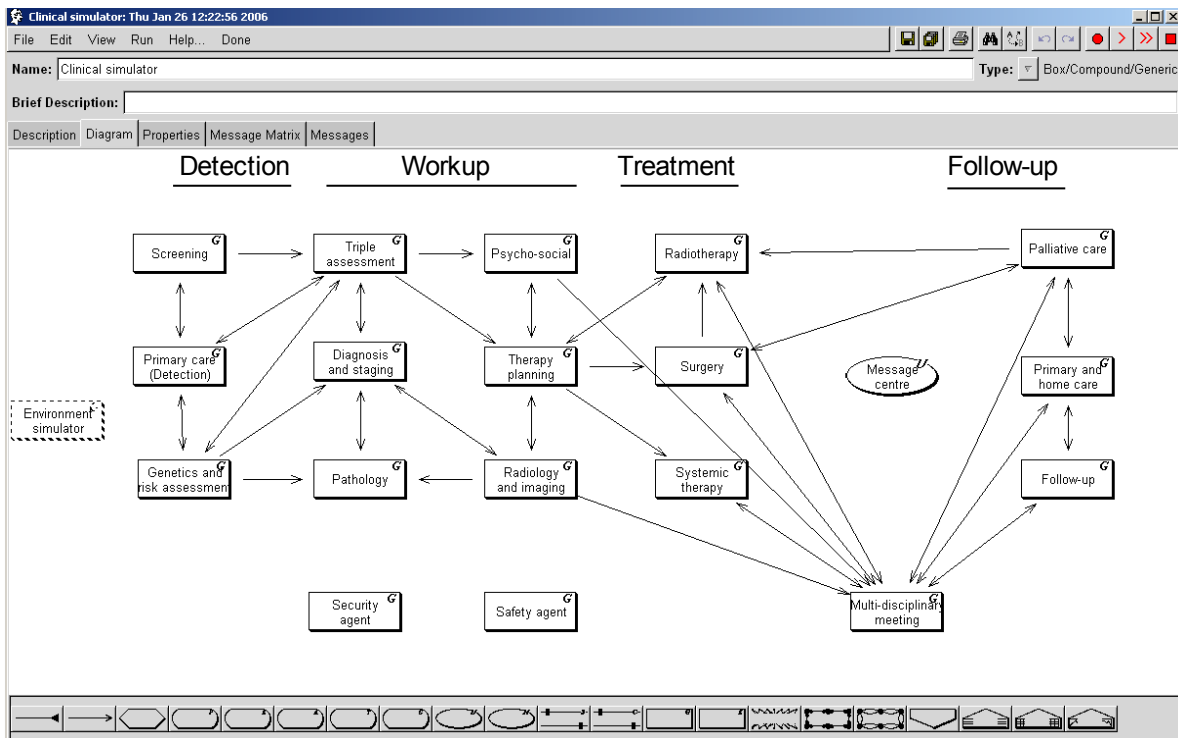 Clinical simulator: Thu Jan 26 12:22:56 2006
File Edit View Run Help... Done
Name: Clinical simulator Type: Box/Compound/Generic
Brief Description:
Description Diagram Properties Message Matrix Messages
Detection Workup Treatment Follow-up
Screening
G
Triple
assessment
G
Psycho-social
G
Radiotherapy
G
Palliative care
G
Primary care
(Detection)
G
Diagnosis
and staging
G
Therapy
planning
G
Surgery
G
Message
centre
U
Primary and
home care
G
Environment
simulator
Genetics and
risk assessment
G
Pathology
G
Radiology
and imaging
G
Systemic
therapy
G
Follow-up
G
Security
agent
G
Safety agent
G
Multi-disciplinary
meeting
G